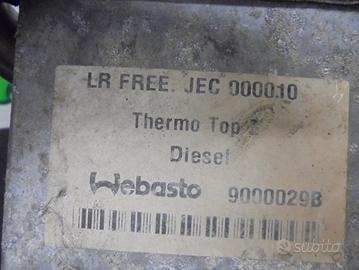 LR FREE. JEC 000010
Thermo Top
Diesel
Webasto 9000029B
subito